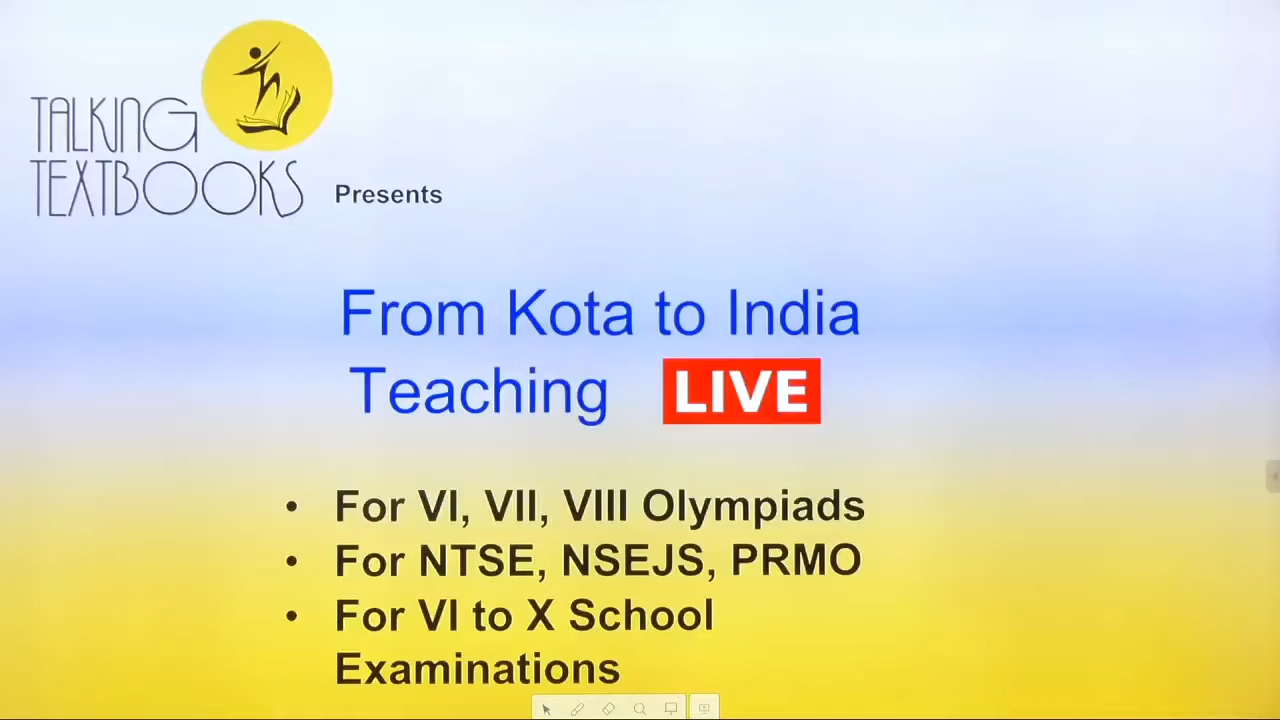 TALKING
TEXTBOOKS
Presents
From Kota to India
Teaching LIVE
• For VI, VII, VIII Olympiads
• For NTSE, NSEJS, PRMO
• For VI to X School
Examinations